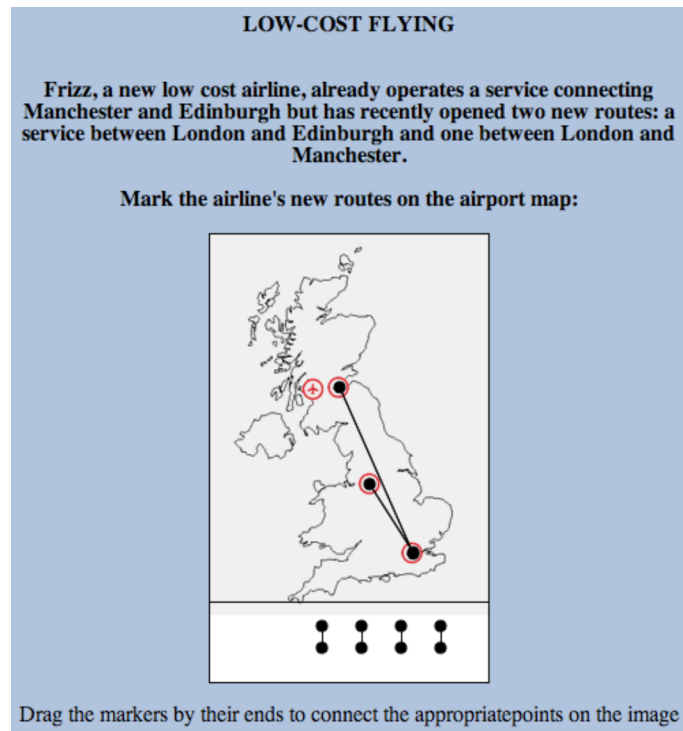 LOW-COST FLYING
Frizz, a new low cost airline, already operates a service connecting
Manchester and Edinburgh but has recently opened two new routes: a
service between London and Edinburgh and one between London and
Manchester.
Mark the airline's new routes on the airport map:
Drag the markers by their ends to connect the appropriatepoints on the image